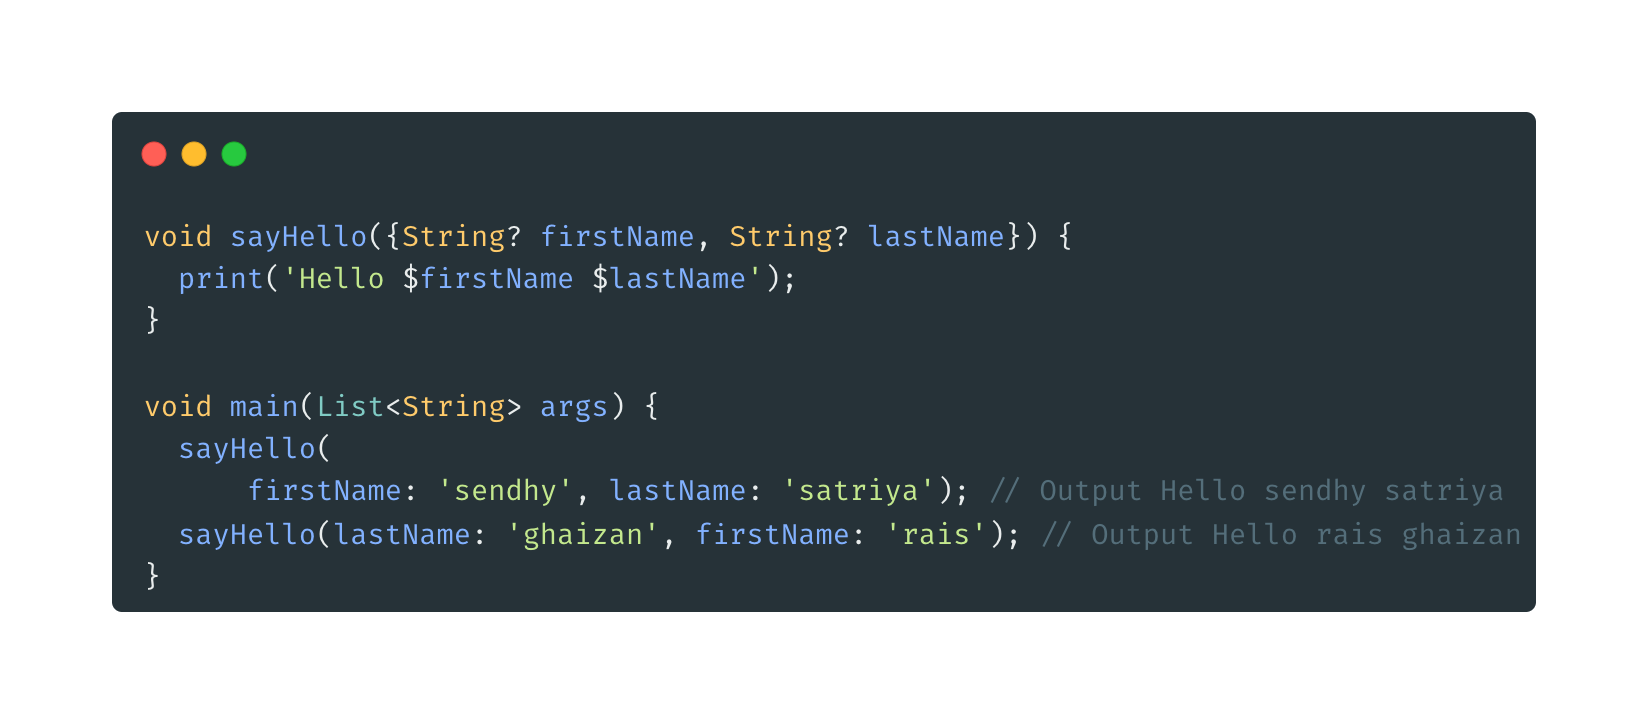 void sayHello({String? firstName, String? lastName}) {
  print('Hello $firstName $lastName');
}

void main(List<String> args) {
  sayHello(
      firstName: 'sendhy', lastName: 'satriya'); // Output Hello sendhy satriya
  sayHello(lastName: 'ghaizan', firstName: 'rais'); // Output Hello rais ghaizan
}